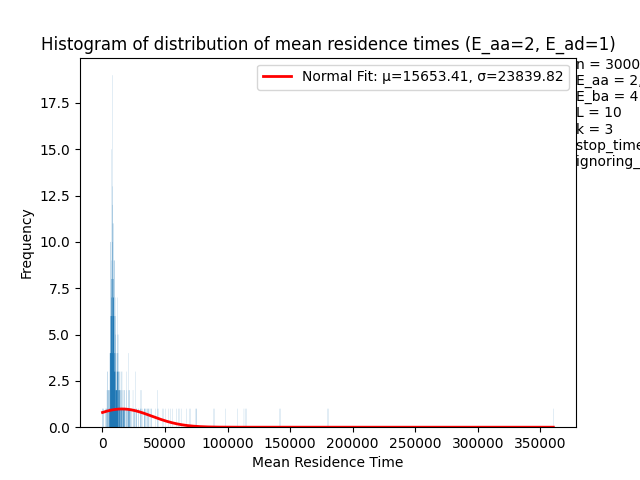 Histogram of distribution of mean residence times (E_aa=2, E_ad=1)
Normal Fit: μ=15653.41, σ=23839.82
n = 3000
E_aa = 2,
E_ba = 4
L = 10
k = 3
stop_time
ignoring_
Frequency
17.5
15.0
12.5
10.0
7.5
5.0
2.5
0.0
0 50000 100000 150000 200000 250000 300000 350000
Mean Residence Time